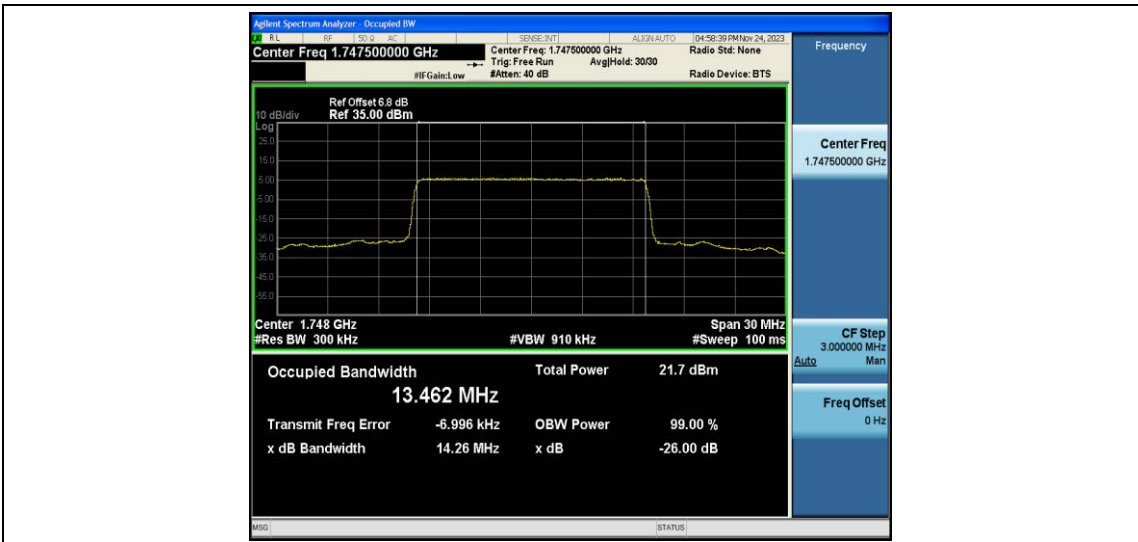 Agilent Spectrum Analyzer - Occupied BW
RL RF 50 Ω AC SENSE:INT ALIGN AUTO 04:58:39 PM Nov 24, 2023
Center Freq 1.747500000 GHz
Center Freq: 1.747500000 GHz
Radio Std: None
Trig: Free Run Avg|Hold: 30/30
#IFGain:Low #Atten: 40 dB Radio Device: BTS
Ref Offset 6.8 dB
10 dB/div Ref 35.00 dBm
Log
25.0
15.0
5.00
-5.00
-15.0
-25.0
-35.0
-45.0
-55.0
Center 1.748 GHz Span 30 MHz
#Res BW 300 kHz #VBW 910 kHz #Sweep 100 ms
Occupied Bandwidth Total Power 21.7 dBm
13.462 MHz
Transmit Freq Error -6.996 kHz OBW Power 99.00 %
x dB Bandwidth 14.26 MHz x dB -26.00 dB
MSG STATUS
Frequency
Center Freq
1.747500000 GHz
CF Step
3.000000 MHz
Auto Man
Freq Offset
0 Hz